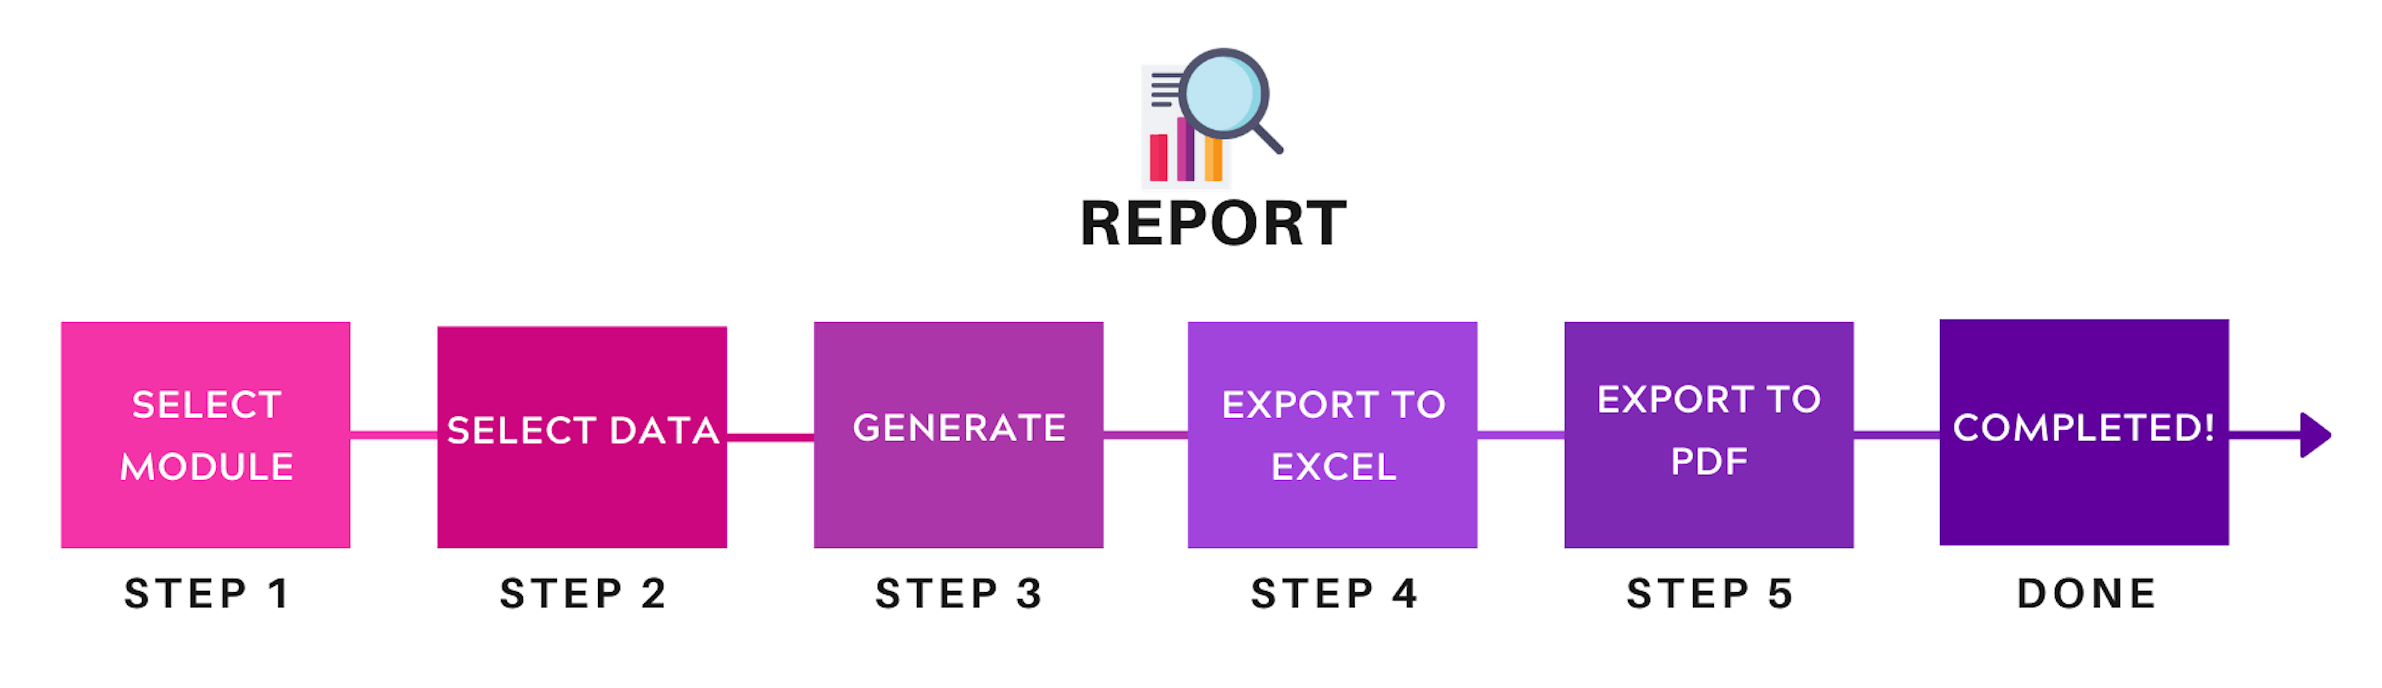 REPORT
SELECT
MODULE
SELECT DATA
GENERATE
EXPORT TO
EXCEL
EXPORT TO
PDF
COMPLETED!
STEP 1
STEP 2
STEP 3
STEP 4
STEP 5
DONE